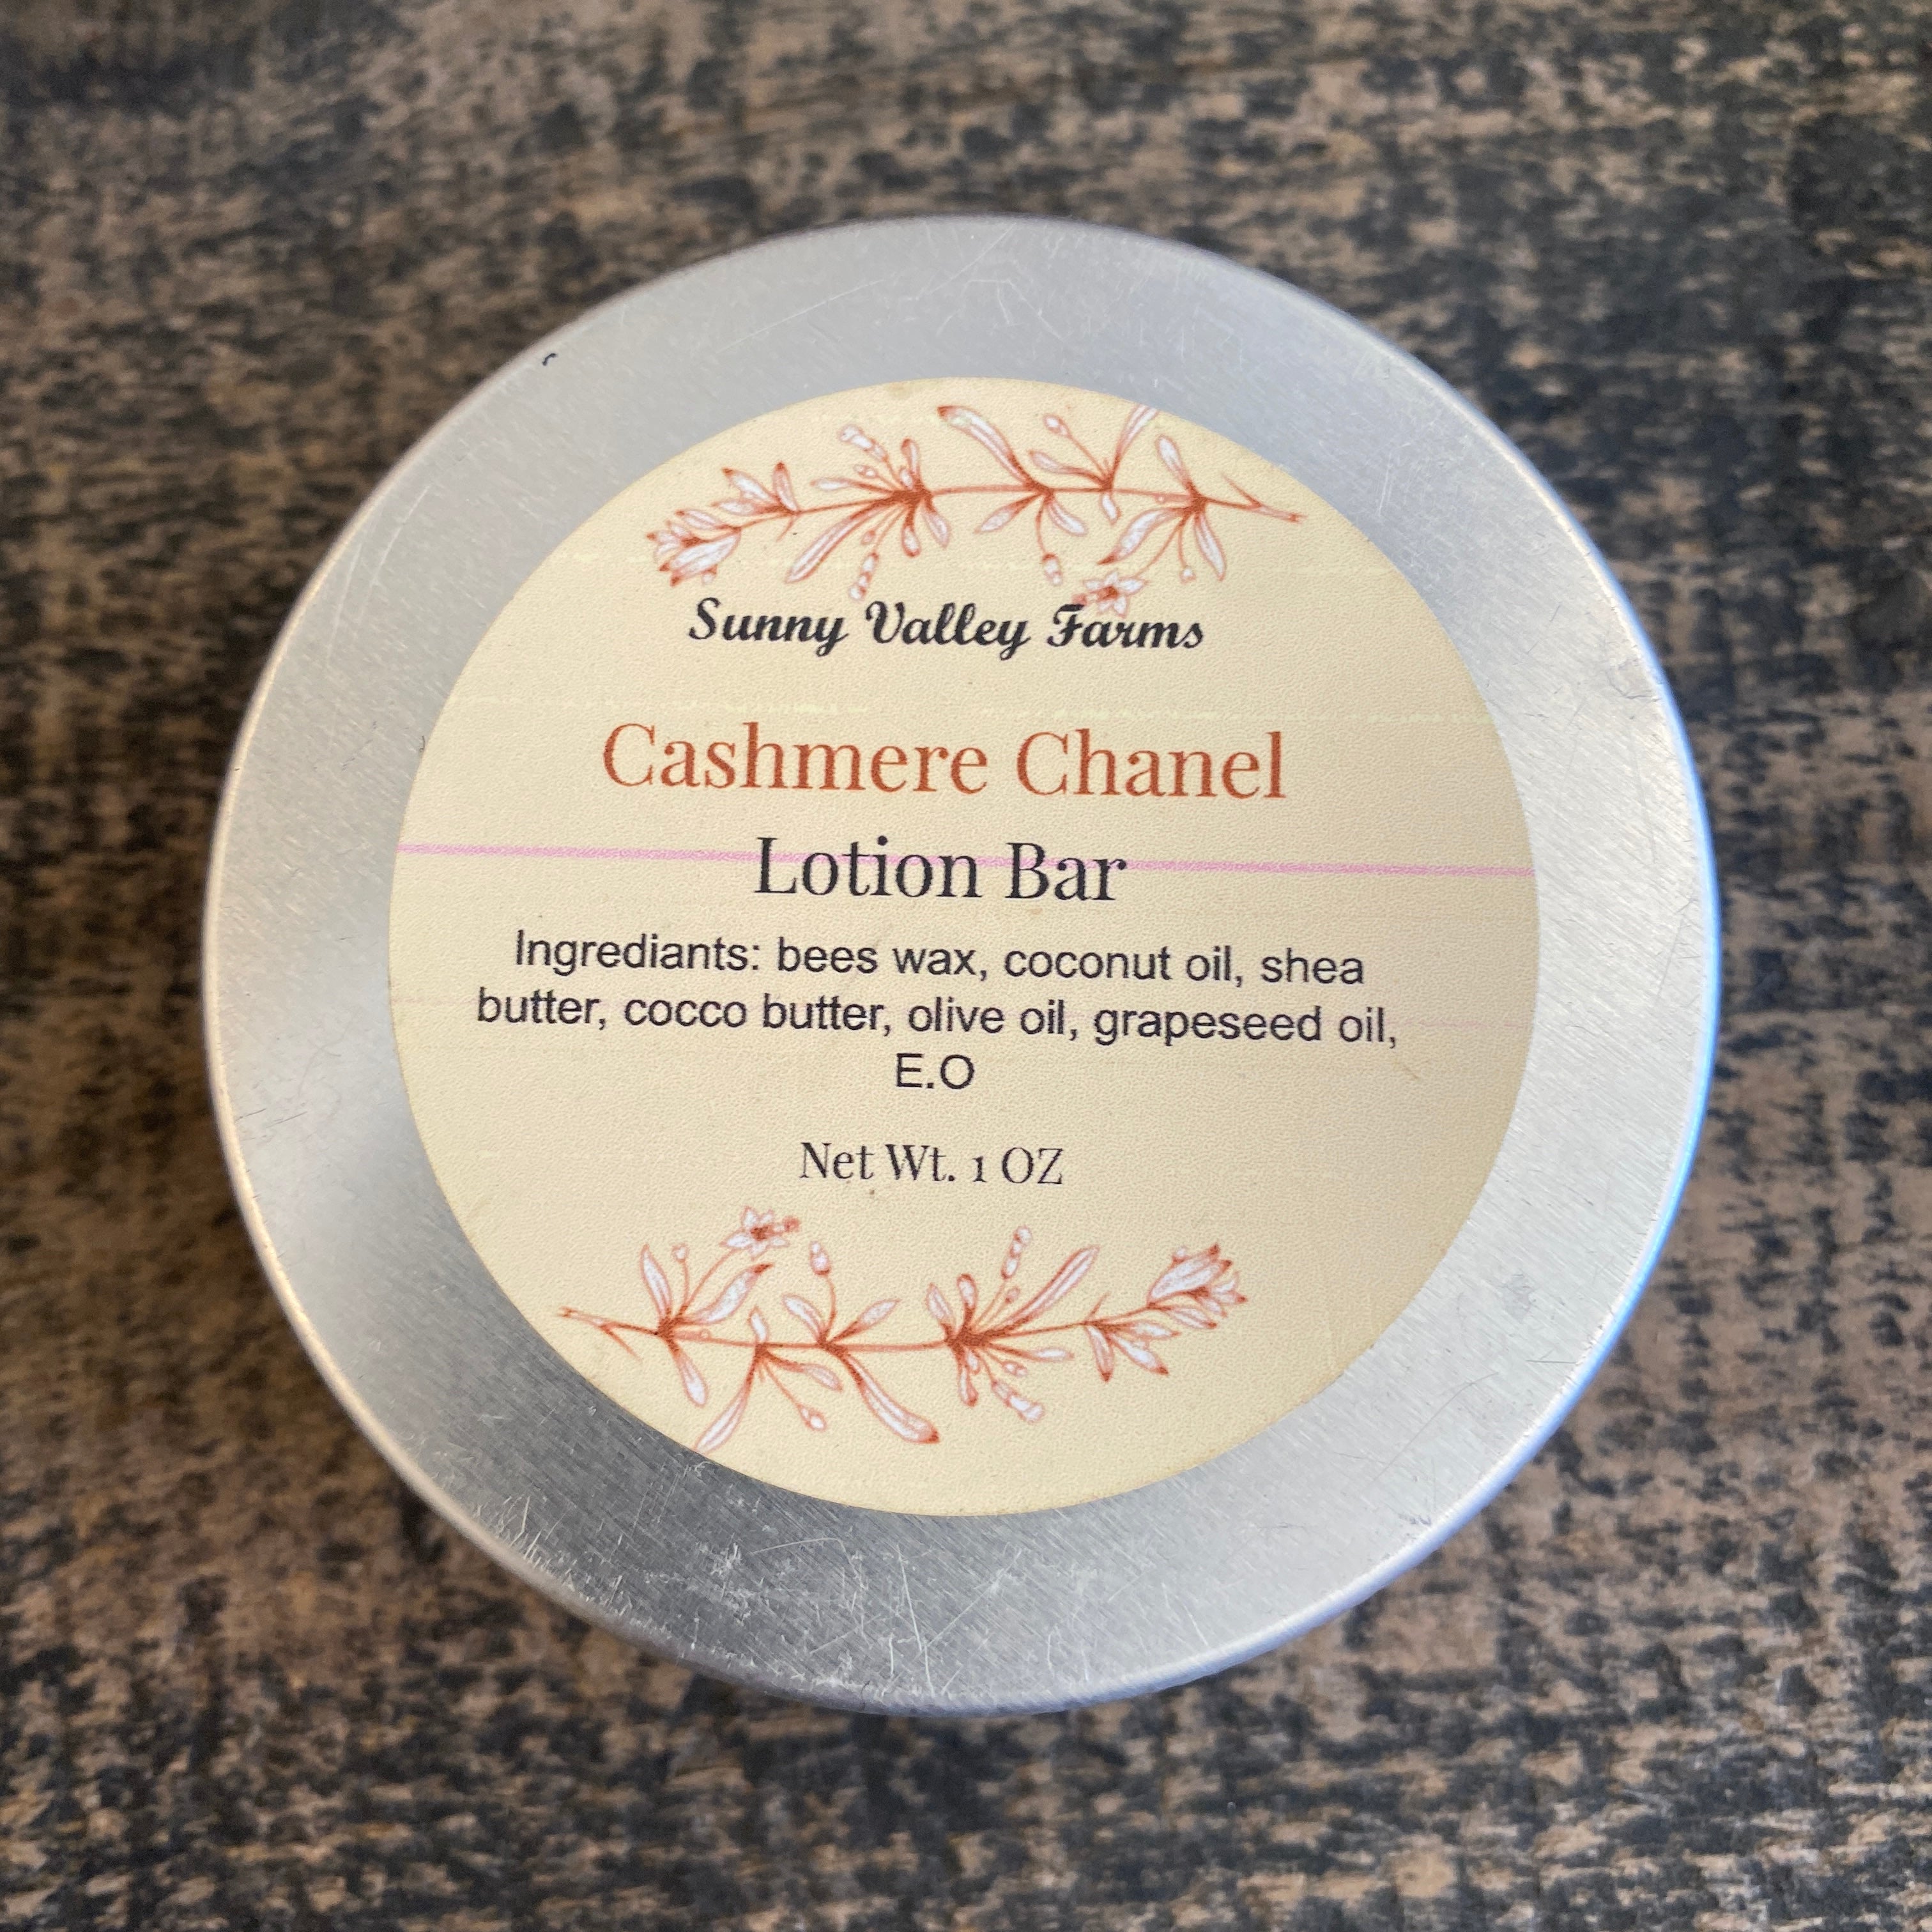 Sunny Valley Farms
Cashmere Chanel
Lotion Bar
Ingrediants: bees wax, coconut oil, shea
butter, cocco butter, olive oil, grapeseed oil,
E.O
Net Wt. 1 OZ